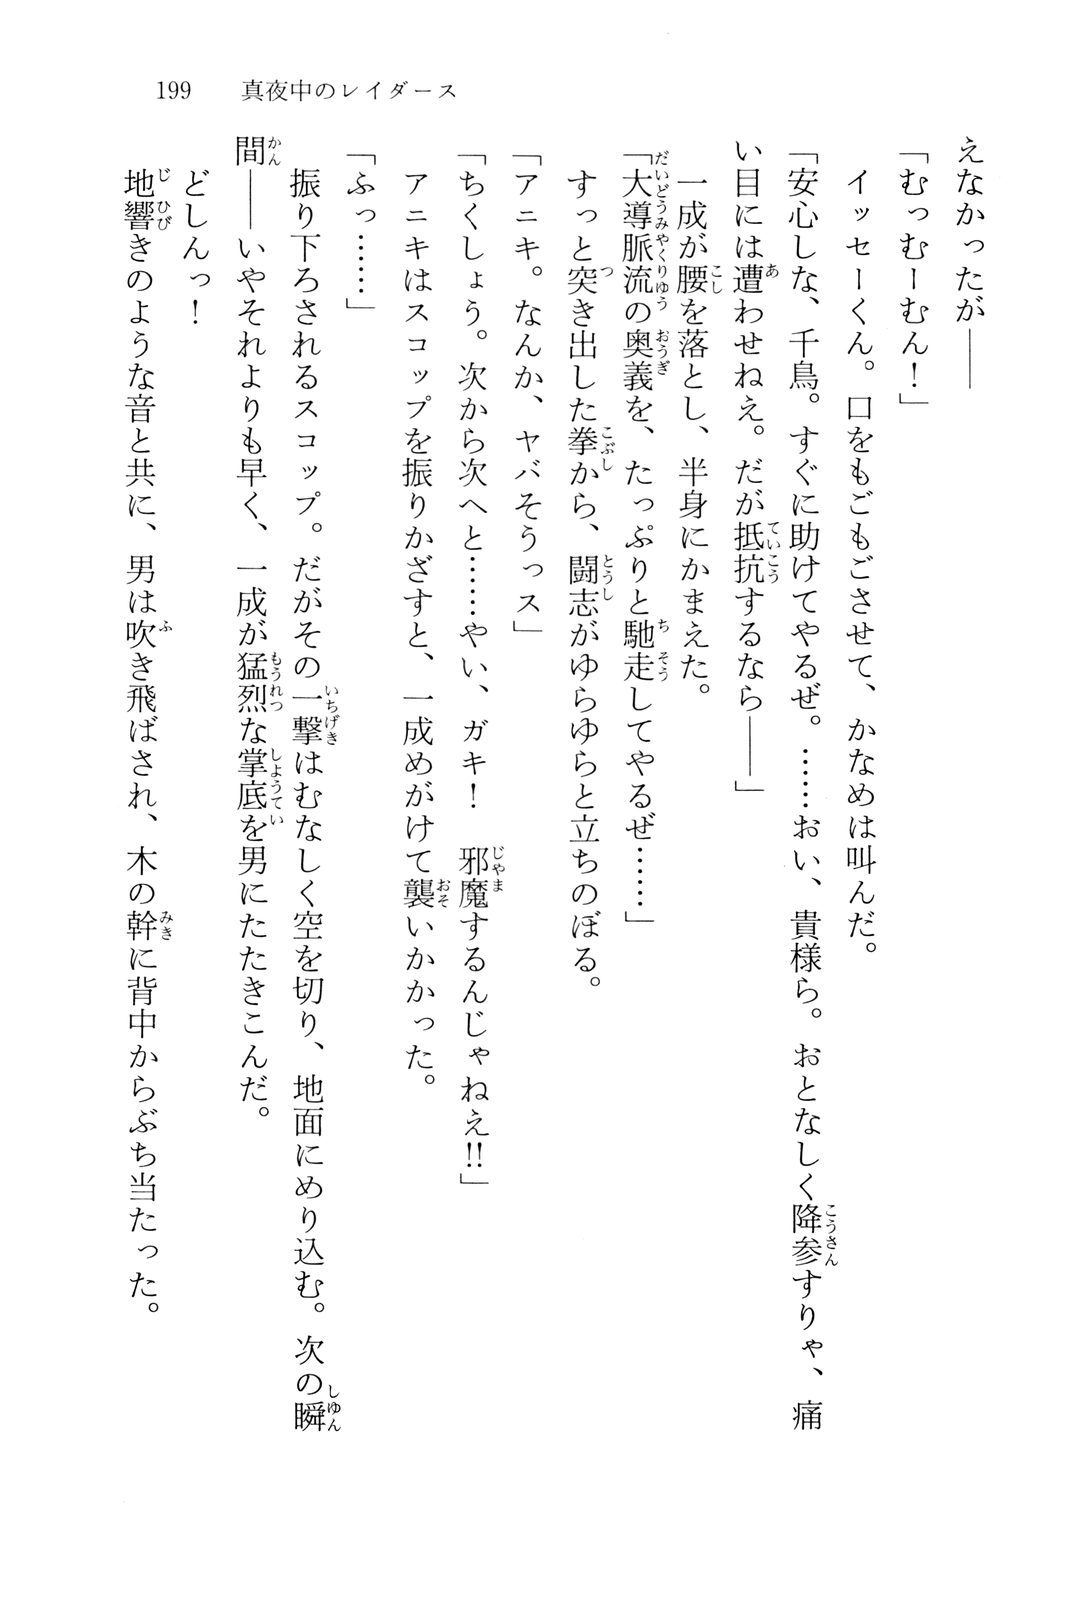 199　真夜中のレイダース
えなかったが――
「むっむーむん！」
　イッセーくん。口をもごもごさせて、かなめは叫んだ。
「安心しな、千鳥。すぐに助けてやるぜ。……おい、貴様ら。おとなしく降参すりゃ、痛
い目には遭わせねえ。だが抵抗するなら――」
　一成が腰を落とし、半身にかまえた。
「大導脈流の奥義を、たっぷりと馳走してやるぜ……」
　すっと突き出した拳から、闘志がゆらゆらと立ちのぼる。
「アニキ。なんか、ヤバそうっス」
「ちくしょう。次から次へと……やい、ガキ！　邪魔するんじゃねえ!!」
　アニキはスコップを振りかざすと、一成めがけて襲いかかった。
「ふっ……」
　振り下ろされるスコップ。だがその一撃はむなしく空を切り、地面にめり込む。次の瞬
間――いやそれよりも早く、一成が猛烈な掌底を男にたたきこんだ。
　どしんっ！
　地響きのような音と共に、男は吹き飛ばされ、木の幹に背中からぶち当たった。